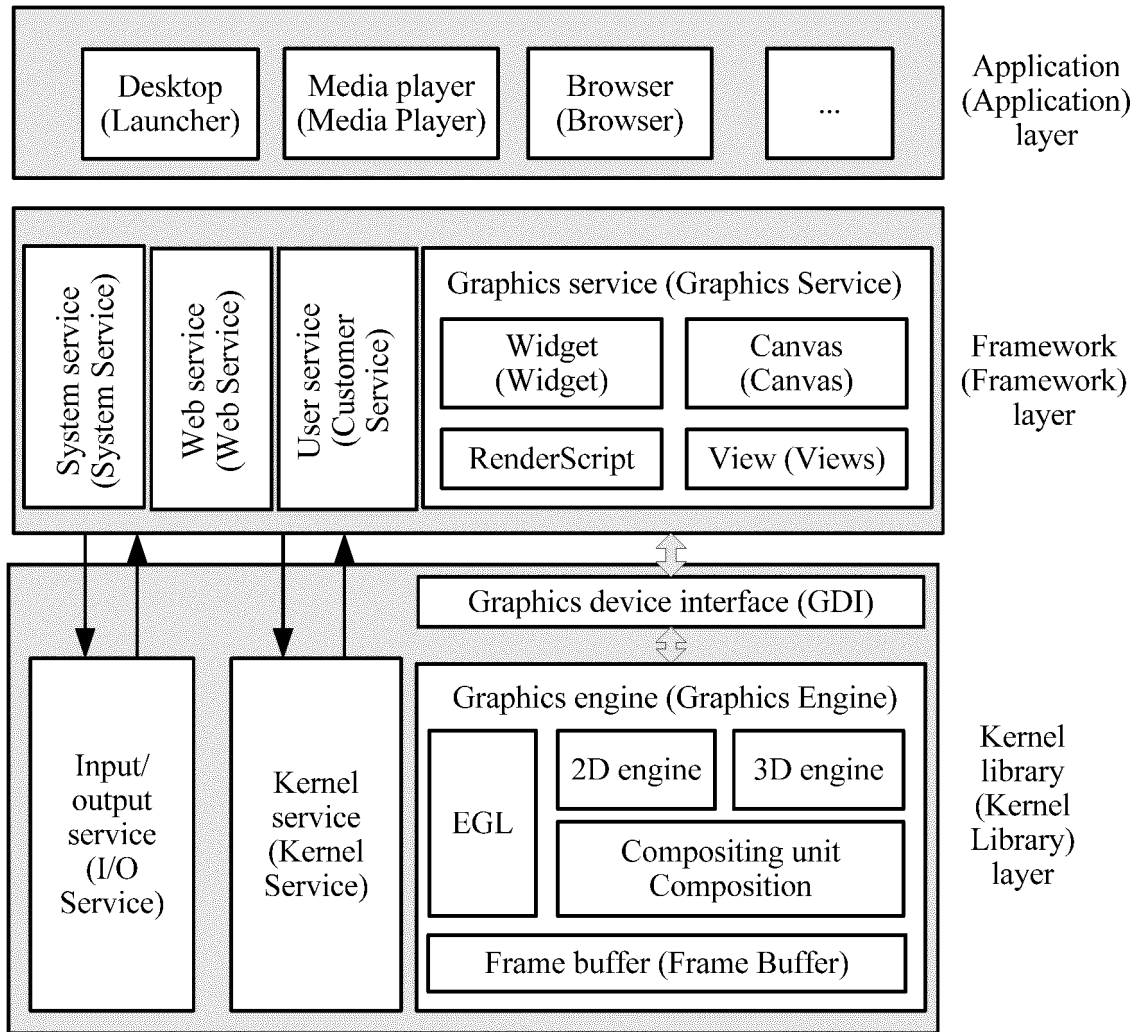 Desktop
(Launcher)
Media player
(Media Player)
Browser
(Browser)
...
Application
(Application)
layer
System service
(System Service)
Web service
(Web Service)
User service
(Customer
Service)
Graphics service (Graphics Service)
Widget
(Widget)
Canvas
(Canvas)
RenderScript
View (Views)
Framework
(Framework)
layer
Graphics device interface (GDI)
Input/
output
service
(I/O
Service)
Kernel
service
(Kernel
Service)
Graphics engine (Graphics Engine)
EGL
2D engine
3D engine
Compositing unit
Composition
Frame buffer (Frame Buffer)
Kernel
library
(Kernel
Library)
layer